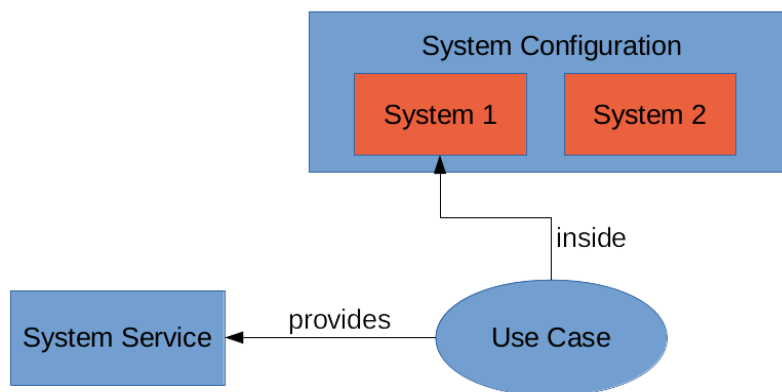 System Configuration
System 1
System 2
inside
provides
System Service
Use Case